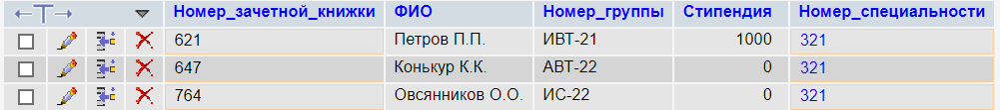 Номер_зачетной_книжки ФИО Номер_группы Стипендия Номер_специальности
621 Петров П.П. ИВТ-21 1000 321
647 Конькур К.К. АВТ-22 0 321
764 Овсянников О.О. ИС-22 0 321